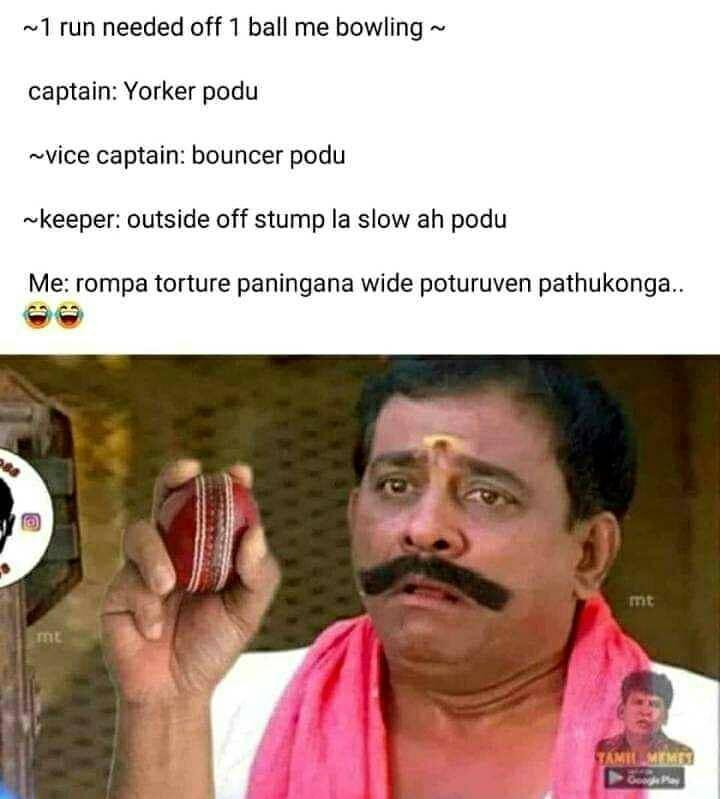 ~1 run needed off 1 ball me bowling ~
captain: Yorker podu
~vice captain: bouncer podu
~keeper: outside off stump la slow ah podu
Me: rompa torture paningana wide poturuven pathukonga..
😂😂
mt
mt
TAMIL MEMES
Google Play